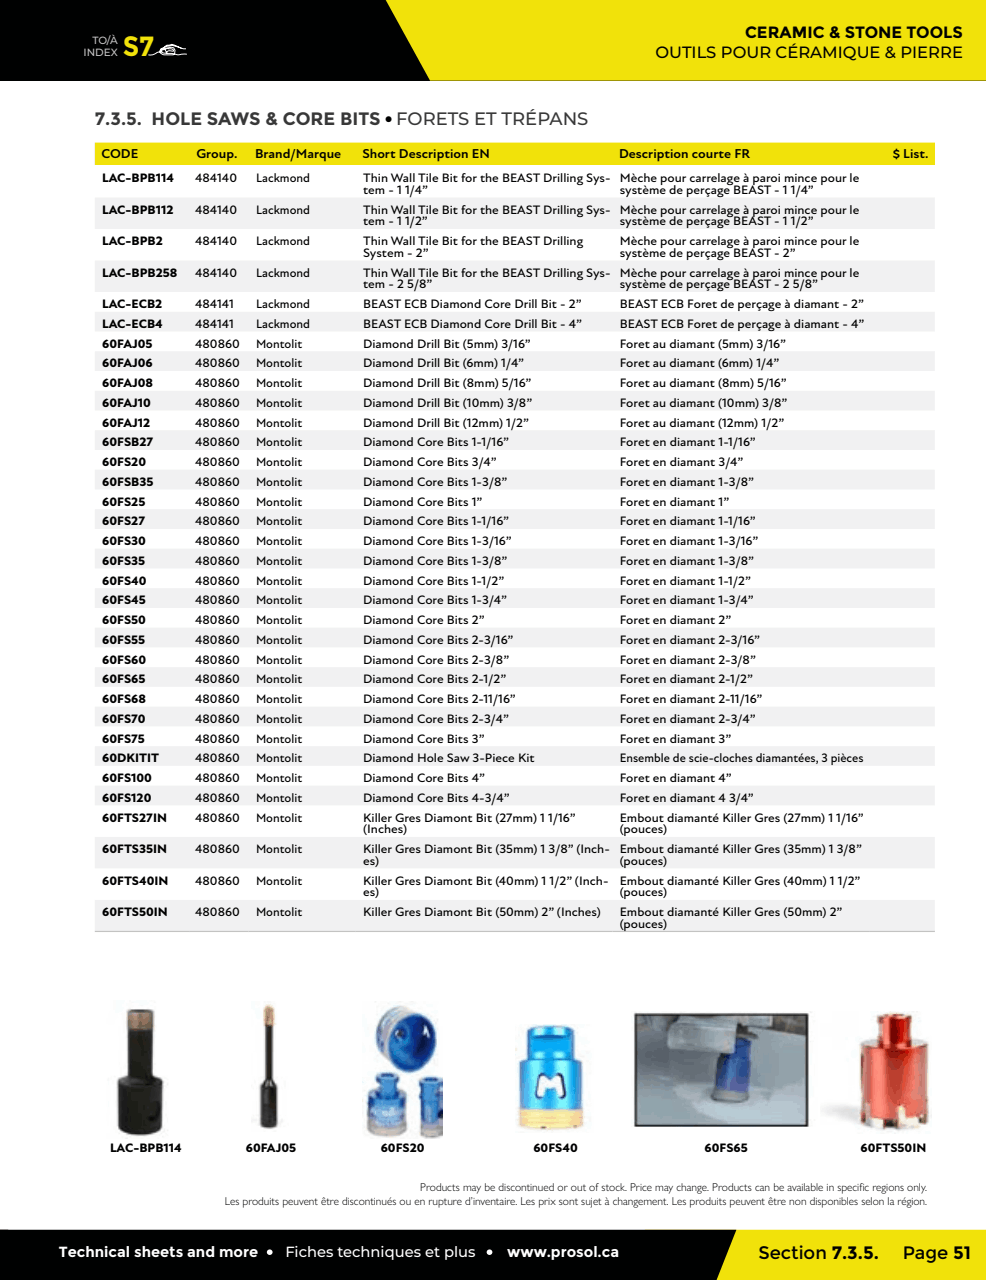 TO/À
INDEX S7
CERAMIC & STONE TOOLS
OUTILS POUR CÉRAMIQUE & PIERRE
7.3.5. HOLE SAWS & CORE BITS • FORETS ET TRÉPANS
CODE Group. Brand/Marque Short Description EN Description courte FR $ List.
LAC-BPB114 484140 Lackmond Thin Wall Tile Bit for the BEAST Drilling Sys- Mèche pour carrelage à paroi mince pour le
tem - 1 1/4” système de perçage BEAST - 1 1/4”
LAC-BPB112 484140 Lackmond Thin Wall Tile Bit for the BEAST Drilling Sys- Mèche pour carrelage à paroi mince pour le
tem - 1 1/2” système de perçage BEAST - 1 1/2”
LAC-BPB2 484140 Lackmond Thin Wall Tile Bit for the BEAST Drilling Mèche pour carrelage à paroi mince pour le
System - 2” système de perçage BEAST - 2”
LAC-BPB258 484140 Lackmond Thin Wall Tile Bit for the BEAST Drilling Sys- Mèche pour carrelage à paroi mince pour le
tem - 2 5/8” système de perçage BEAST - 2 5/8”
LAC-ECB2 484141 Lackmond BEAST ECB Diamond Core Drill Bit - 2” BEAST ECB Foret de perçage à diamant - 2”
LAC-ECB4 484141 Lackmond BEAST ECB Diamond Core Drill Bit - 4” BEAST ECB Foret de perçage à diamant - 4”
60FAJ05 480860 Montolit Diamond Drill Bit (5mm) 3/16” Foret au diamant (5mm) 3/16”
60FAJ06 480860 Montolit Diamond Drill Bit (6mm) 1/4” Foret au diamant (6mm) 1/4”
60FAJ08 480860 Montolit Diamond Drill Bit (8mm) 5/16” Foret au diamant (8mm) 5/16”
60FAJ10 480860 Montolit Diamond Drill Bit (10mm) 3/8” Foret au diamant (10mm) 3/8”
60FAJ12 480860 Montolit Diamond Drill Bit (12mm) 1/2” Foret au diamant (12mm) 1/2”
60FSB27 480860 Montolit Diamond Core Bits 1-1/16” Foret en diamant 1-1/16”
60FS20 480860 Montolit Diamond Core Bits 3/4” Foret en diamant 3/4”
60FSB35 480860 Montolit Diamond Core Bits 1-3/8” Foret en diamant 1-3/8”
60FS25 480860 Montolit Diamond Core Bits 1” Foret en diamant 1”
60FS27 480860 Montolit Diamond Core Bits 1-1/16” Foret en diamant 1-1/16”
60FS30 480860 Montolit Diamond Core Bits 1-3/16” Foret en diamant 1-3/16”
60FS35 480860 Montolit Diamond Core Bits 1-3/8” Foret en diamant 1-3/8”
60FS40 480860 Montolit Diamond Core Bits 1-1/2” Foret en diamant 1-1/2”
60FS45 480860 Montolit Diamond Core Bits 1-3/4” Foret en diamant 1-3/4”
60FS50 480860 Montolit Diamond Core Bits 2” Foret en diamant 2”
60FS55 480860 Montolit Diamond Core Bits 2-3/16” Foret en diamant 2-3/16”
60FS60 480860 Montolit Diamond Core Bits 2-3/8” Foret en diamant 2-3/8”
60FS65 480860 Montolit Diamond Core Bits 2-1/2” Foret en diamant 2-1/2”
60FS68 480860 Montolit Diamond Core Bits 2-11/16” Foret en diamant 2-11/16”
60FS70 480860 Montolit Diamond Core Bits 2-3/4” Foret en diamant 2-3/4”
60FS75 480860 Montolit Diamond Core Bits 3” Foret en diamant 3”
60DKITIT 480860 Montolit Diamond Hole Saw 3-Piece Kit Ensemble de scie-cloches diamantées, 3 pièces
60FS100 480860 Montolit Diamond Core Bits 4” Foret en diamant 4”
60FS120 480860 Montolit Diamond Core Bits 4-3/4” Foret en diamant 4 3/4”
60FTS27IN 480860 Montolit Killer Gres Diamont Bit (27mm) 1 1/16” Embout diamanté Killer Gres (27mm) 1 1/16”
(Inches) (pouces)
60FTS35IN 480860 Montolit Killer Gres Diamont Bit (35mm) 1 3/8” (Inch- Embout diamanté Killer Gres (35mm) 1 3/8”
es) (pouces)
60FTS40IN 480860 Montolit Killer Gres Diamont Bit (40mm) 1 1/2” (Inch- Embout diamanté Killer Gres (40mm) 1 1/2”
es) (pouces)
60FTS50IN 480860 Montolit Killer Gres Diamont Bit (50mm) 2” (Inches) Embout diamanté Killer Gres (50mm) 2”
(pouces)
LAC-BPB114 60FAJ05 60FS20 60FS40 60FS65 60FTS50IN
Products may be discontinued or out of stock. Price may change. Products can be available in specific regions only.
Les produits peuvent être discontinués ou en rupture d’inventaire. Les prix sont sujet à changement. Les produits peuvent être non disponibles selon la région.
Technical sheets and more • Fiches techniques et plus • www.prosol.ca
Section 7.3.5. Page 51